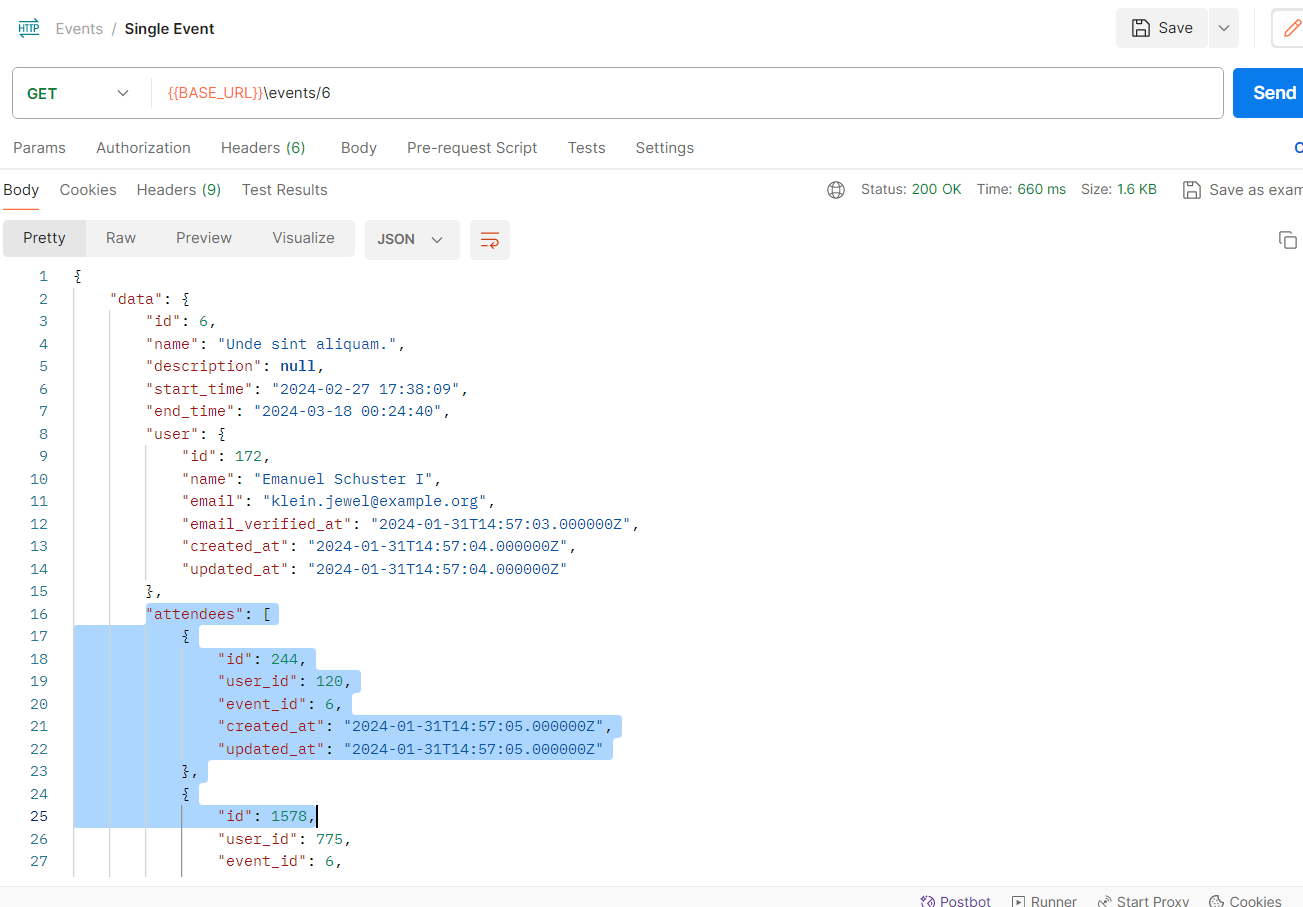 HTTP Events / Single Event Save
GET {{BASE_URL}}\events/6 Send
Params Authorization Headers (6) Body Pre-request Script Tests Settings
Body Cookies Headers (9) Test Results Status: 200 OK Time: 660 ms Size: 1.6 KB Save as exam
Pretty Raw Preview Visualize JSON
1 {
2 "data": {
3 "id": 6,
4 "name": "Unde sint aliquam.",
5 "description": null,
6 "start_time": "2024-02-27 17:38:09",
7 "end_time": "2024-03-18 00:24:40",
8 "user": {
9 "id": 172,
10 "name": "Emanuel Schuster I",
11 "email": "klein.jewel@example.org",
12 "email_verified_at": "2024-01-31T14:57:03.000000Z",
13 "created_at": "2024-01-31T14:57:04.000000Z",
14 "updated_at": "2024-01-31T14:57:04.000000Z"
15 },
16 "attendees": [
17 {
18 "id": 244,
19 "user_id": 120,
20 "event_id": 6,
21 "created_at": "2024-01-31T14:57:05.000000Z",
22 "updated_at": "2024-01-31T14:57:05.000000Z"
23 },
24 {
25 "id": 1578,
26 "user_id": 775,
27 "event_id": 6,
Postbot Runner Start Proxy Cookies